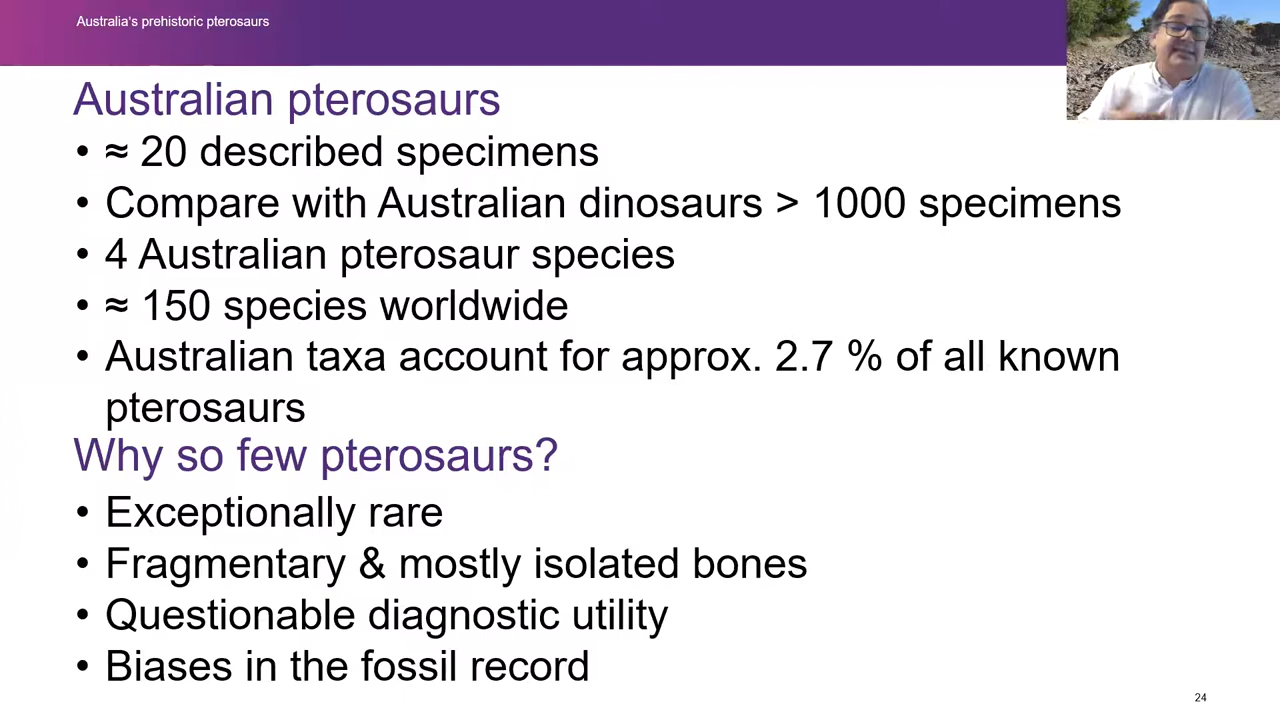 Australia's prehistoric pterosaurs
Australian pterosaurs
• ≈ 20 described specimens
• Compare with Australian dinosaurs > 1000 specimens
• 4 Australian pterosaur species
• ≈ 150 species worldwide
• Australian taxa account for approx. 2.7 % of all known
pterosaurs
Why so few pterosaurs?
• Exceptionally rare
• Fragmentary & mostly isolated bones
• Questionable diagnostic utility
• Biases in the fossil record
24